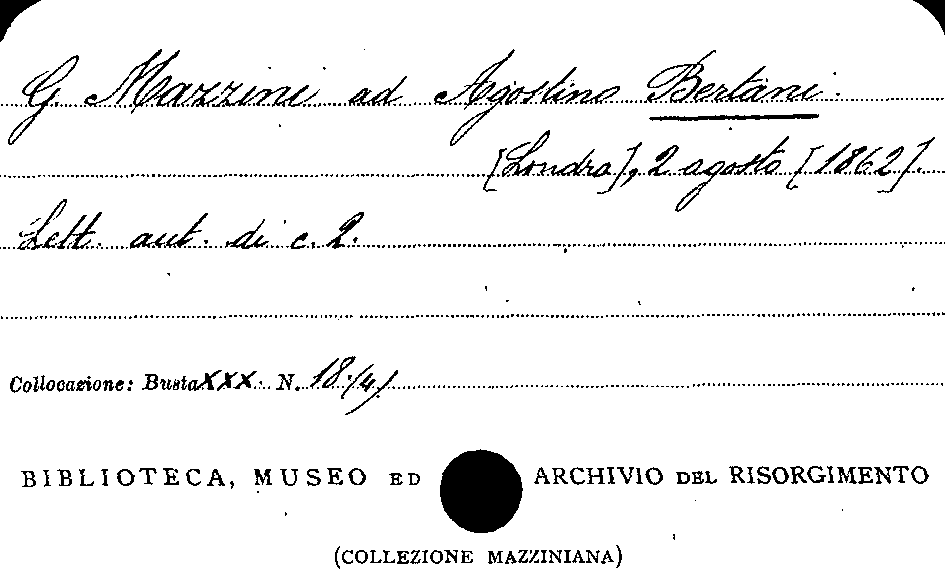 G. Mazzini ad Agostino Bertani.
[Londra], 2 agosto [1862].
Lett. aut. di c. 2.
Collocazione: Busta XXX. N. 18/4/
BIBLIOTECA, MUSEO ED ARCHIVIO DEL RISORGIMENTO
(COLLEZIONE MAZZINIANA)